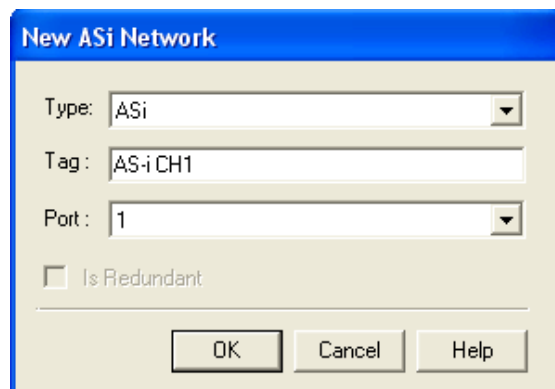 New ASi Network
Type: ASi
Tag : AS-i CH1
Port : 1
Is Redundant
OK Cancel Help